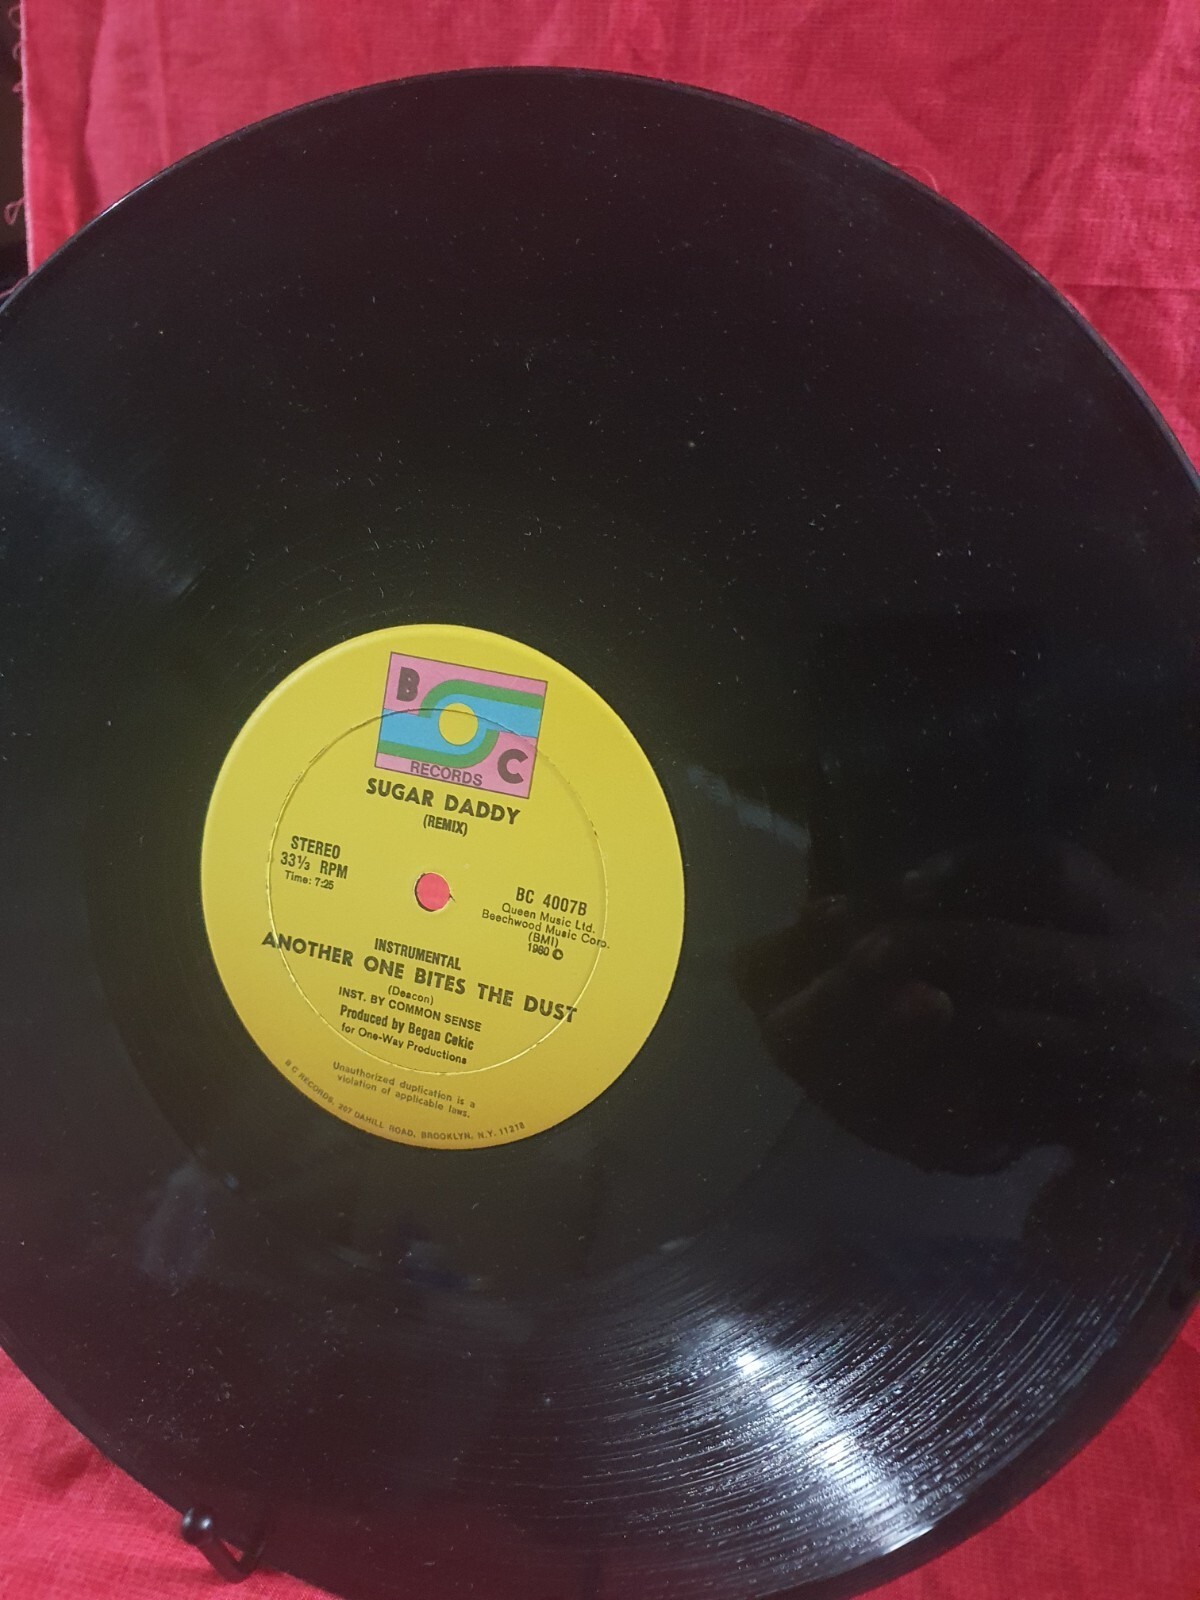 B
C
RECORDS
SUGAR DADDY
(REMIX)
STEREO
33⅓ RPM
Time: 7:25
BC 4007B
Queen Music Ltd.
Beechwood Music Corp.
(BMI)
1980 ©
INSTRUMENTAL
ANOTHER ONE BITES THE DUST
(Deacon)
INST. BY COMMON SENSE
Produced by Began Cekic
for One-Way Productions
Unauthorized duplication is a
violation of applicable laws.
B C RECORDS, 257 DAHILL ROAD, BROOKLYN, N.Y. 11218